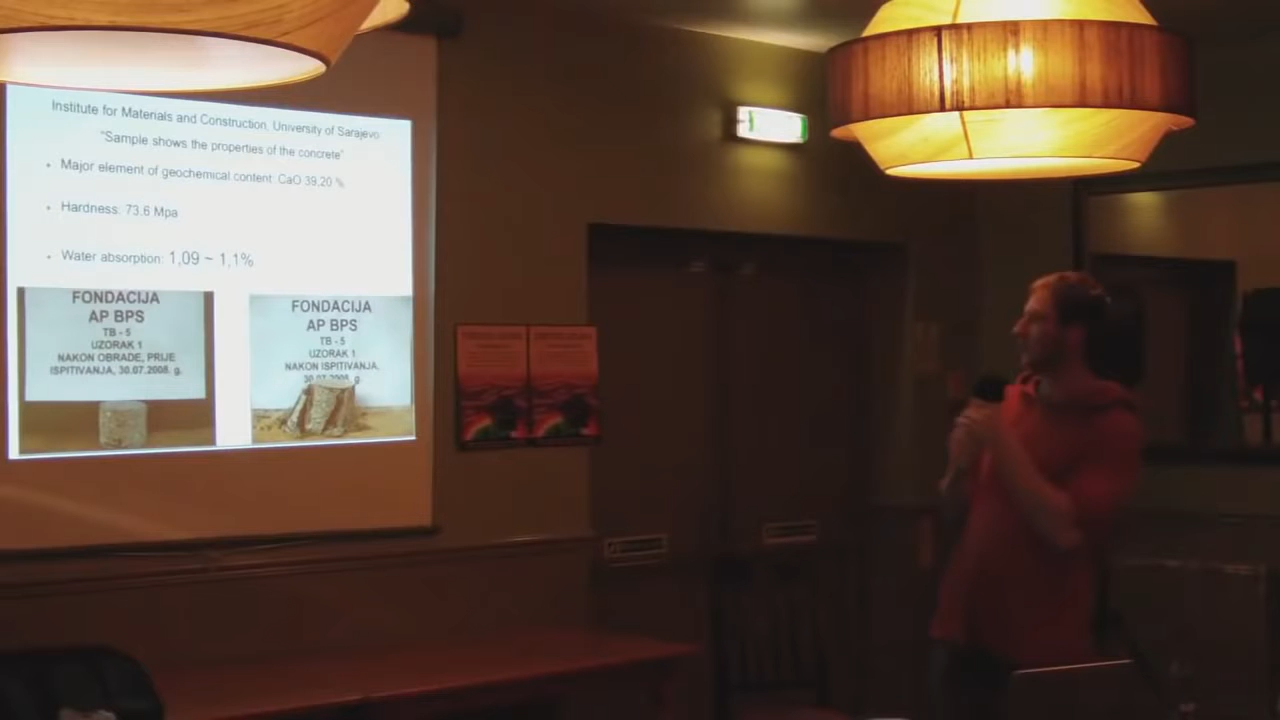 Institute for Materials and Construction, University of Sarajevo
"Sample shows the properties of the concrete"
• Major element of geochemical content: CaO 39,20 %
• Hardness: 73.6 Mpa
• Water absorption: 1,09 ~ 1,1%
FONDACIJA
AP BPS
TB - 5
UZORAK 1
NAKON OBRADE, PRIJE
ISPITIVANJA, 30.07.2008. g.
FONDACIJA
AP BPS
TB - 5
UZORAK 1
NAKON ISPITIVANJA,
g.